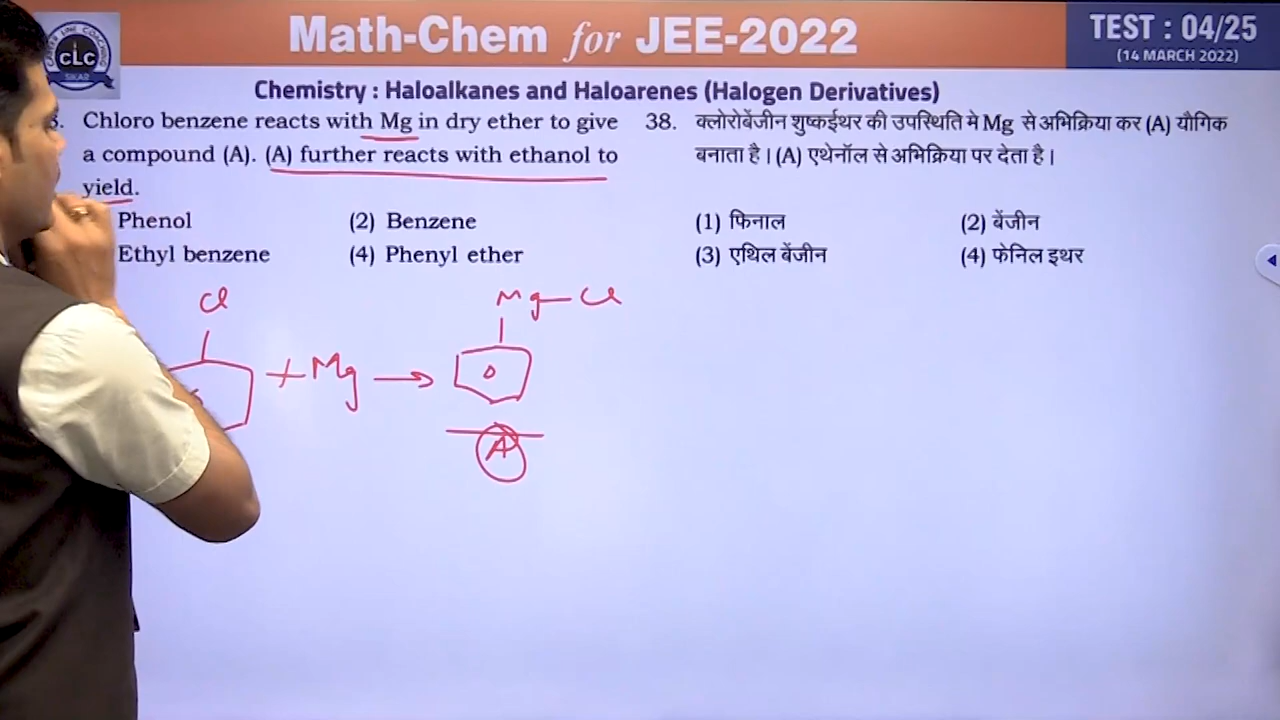 Math-Chem for JEE-2022
TEST : 04/25
(14 MARCH 2022)
CLC
SIKAR
Chemistry : Haloalkanes and Haloarenes (Halogen Derivatives)
Chloro benzene reacts with Mg in dry ether to give
a compound (A). (A) further reacts with ethanol to
yield.
Phenol (2) Benzene
Ethyl benzene (4) Phenyl ether
38. क्लोरोबेंजीन शुष्कईथर की उपस्थिति मे Mg से अभिक्रिया कर (A) यौगिक
बनाता है। (A) एथेनॉल से अभिक्रिया पर देता है।
(1) फिनाल (2) बेंजीन
(3) एथिल बेंजीन (4) फेनिल इथर
Cl
+ Mg →
Mg—Cl
A